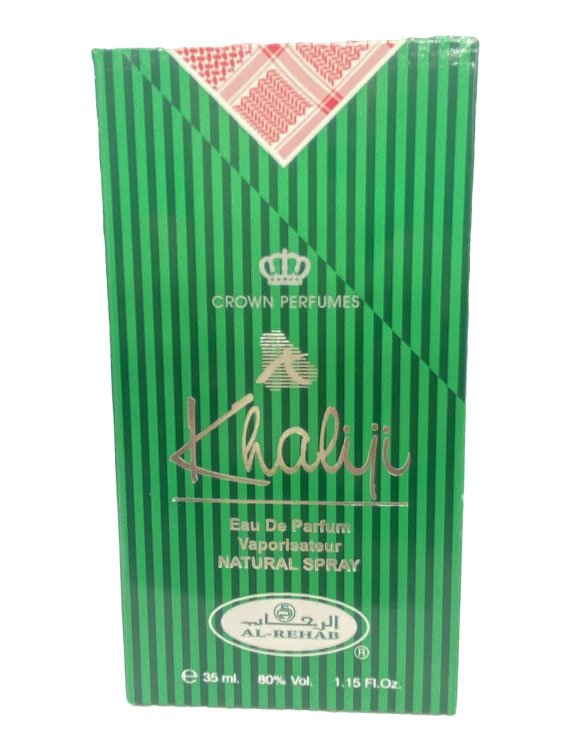 CROWN PERFUMES
Khaliji
Eau De Parfum
Vaporisateur
NATURAL SPRAY
الرحاب
AL-REHAB
®
℮ 35 ml. 80% Vol. 1.15 Fl.Oz.